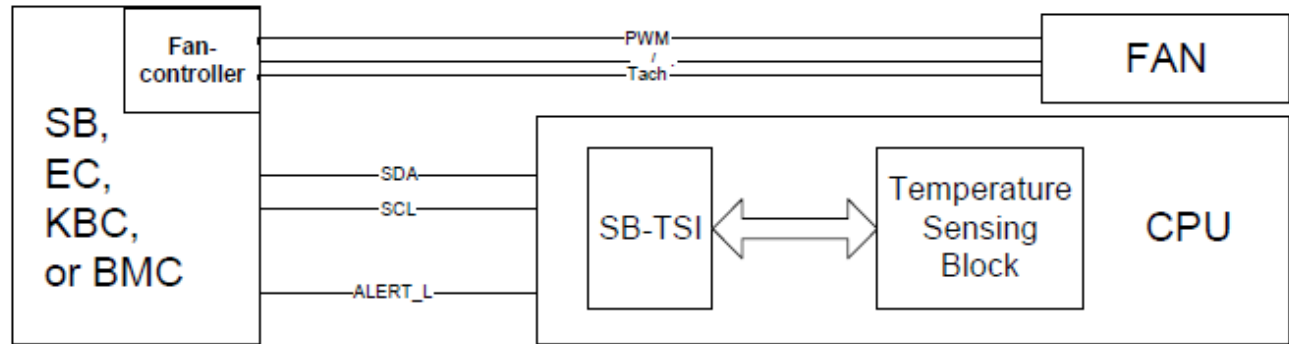 Fan-
controller
PWM
/
Tach
FAN
SB,
EC,
KBC,
or BMC
SDA
SCL
ALERT_L
SB-TSI
Temperature
Sensing
Block
CPU